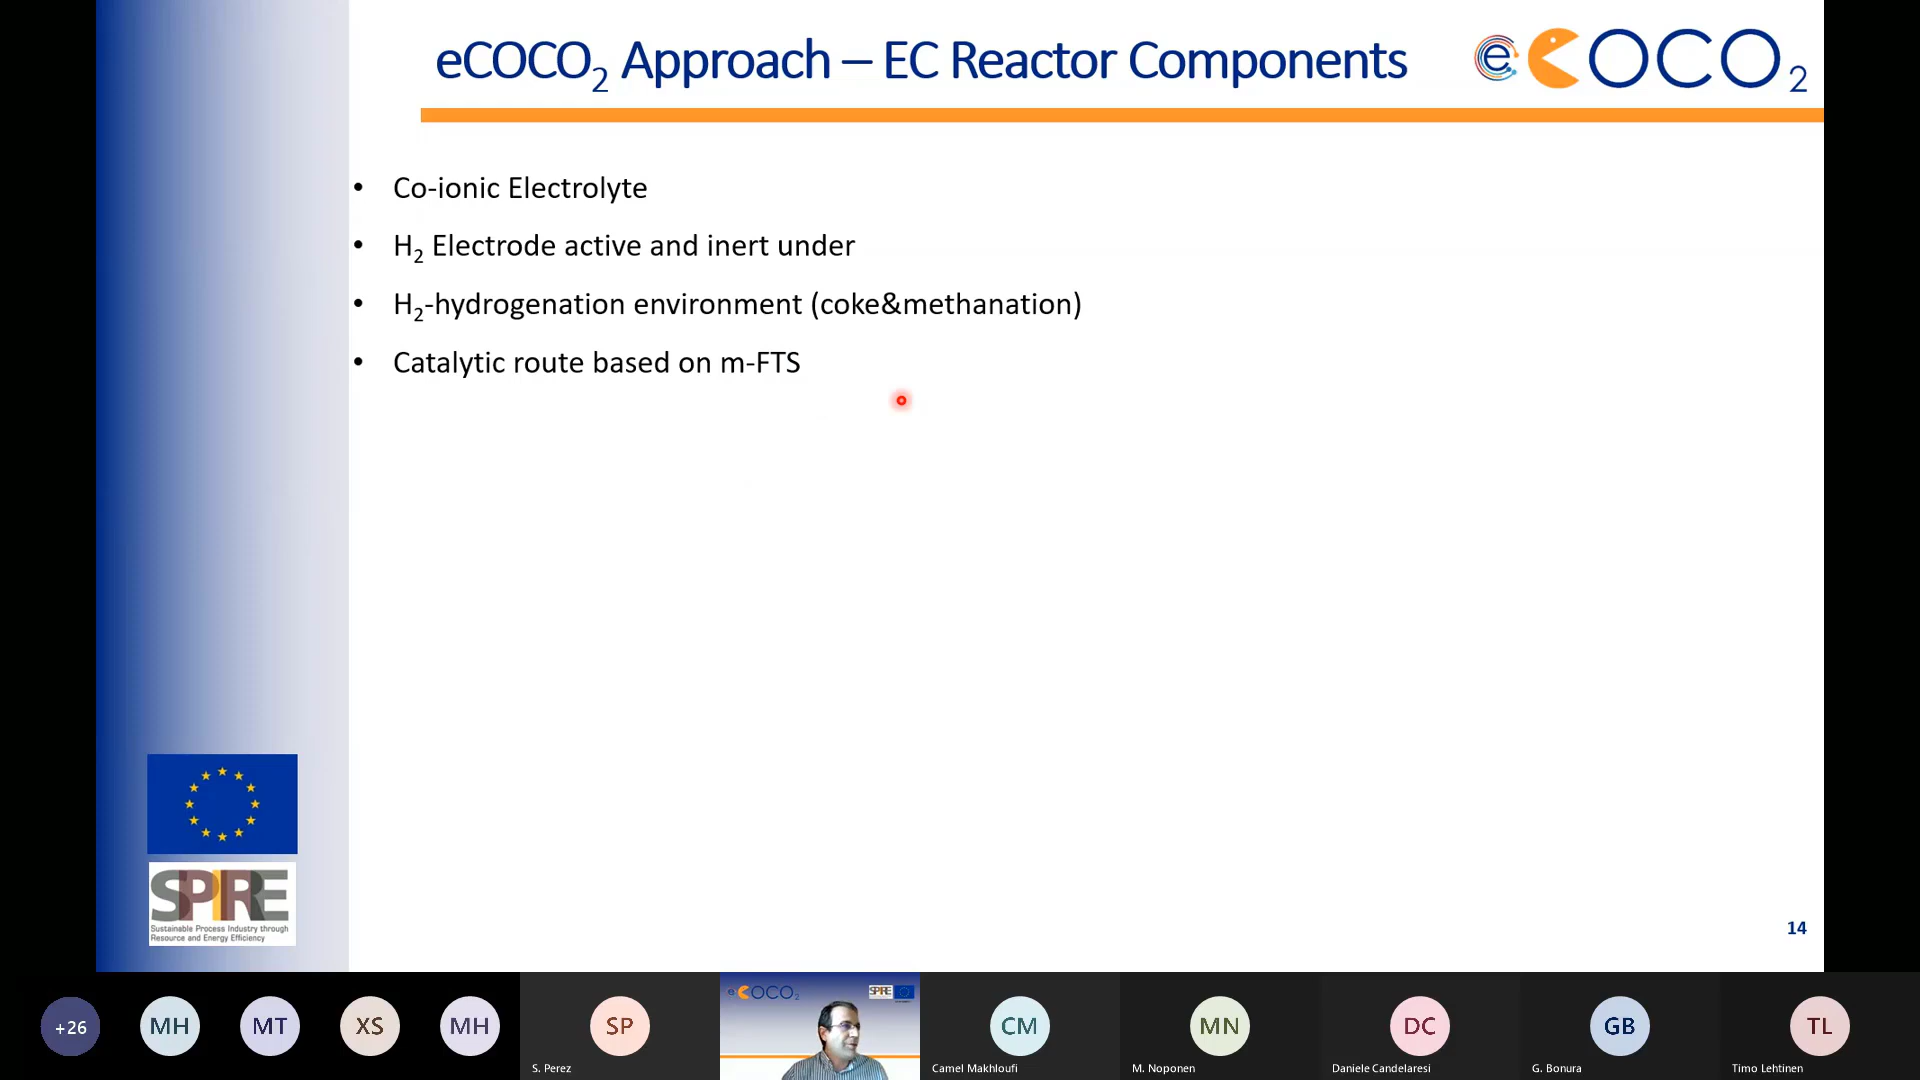 eCOCO₂ Approach – EC Reactor Components
eCOCO₂
• Co-ionic Electrolyte
• H₂ Electrode active and inert under
• H₂-hydrogenation environment (coke&methanation)
• Catalytic route based on m-FTS
SPIRE
Sustainable Process Industry through
Resource and Energy Efficiency
14
+26
MH
MT
XS
MH
SP
S. Perez
eCOCO₂
SPIRE
CM
Camel Makhloufi
MN
M. Noponen
DC
Daniele Candelaresi
GB
G. Bonura
TL
Timo Lehtinen